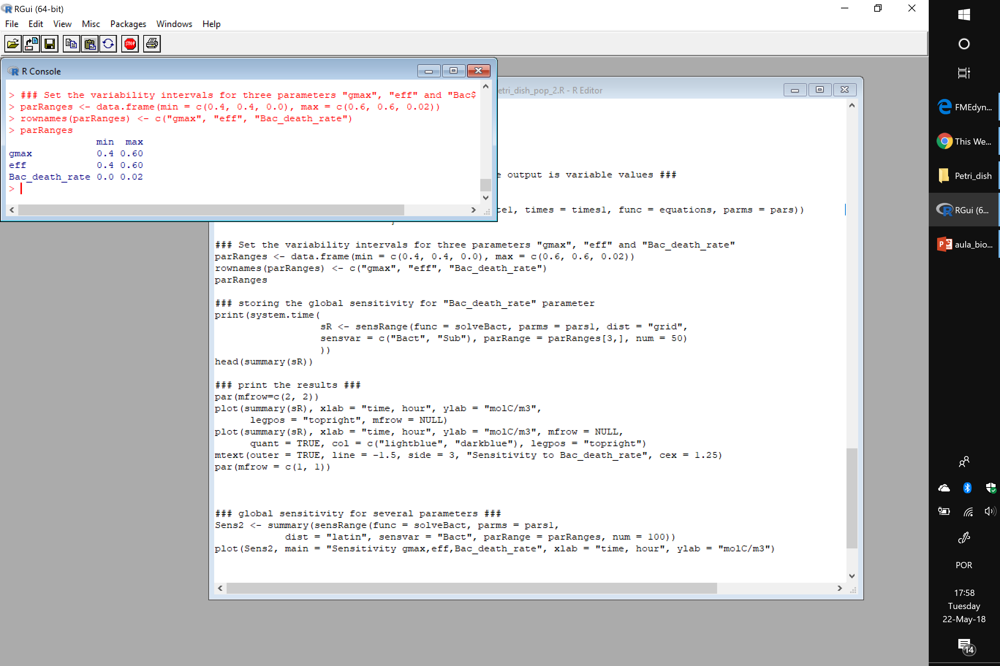 RGui (64-bit)
File Edit View Misc Packages Windows Help
STOP
R Console
> ### Set the variability intervals for three parameters "gmax", "eff" and "Bac$
> parRanges <- data.frame(min = c(0.4, 0.4, 0.0), max = c(0.6, 0.6, 0.02))
> rownames(parRanges) <- c("gmax", "eff", "Bac_death_rate")
> parRanges
min max
gmax 0.4 0.60
eff 0.4 0.60
Bac_death_rate 0.0 0.02
>
etri_dish_pop_2.R - R Editor
e output is variable values ###
te1, times = times1, func = equations, parms = pars))
### Set the variability intervals for three parameters "gmax", "eff" and "Bac_death_rate"
parRanges <- data.frame(min = c(0.4, 0.4, 0.0), max = c(0.6, 0.6, 0.02))
rownames(parRanges) <- c("gmax", "eff", "Bac_death_rate")
parRanges
### storing the global sensitivity for "Bac_death_rate" parameter
print(system.time(
sR <- sensRange(func = solveBact, parms = pars1, dist = "grid",
sensvar = c("Bact", "Sub"), parRange = parRanges[3,], num = 50)
))
head(summary(sR))
### print the results ###
par(mfrow=c(2, 2))
plot(summary(sR), xlab = "time, hour", ylab = "molC/m3",
legpos = "topright", mfrow = NULL)
plot(summary(sR), xlab = "time, hour", ylab = "molC/m3", mfrow = NULL,
quant = TRUE, col = c("lightblue", "darkblue"), legpos = "topright")
mtext(outer = TRUE, line = -1.5, side = 3, "Sensitivity to Bac_death_rate", cex = 1.25)
par(mfrow = c(1, 1))
### global sensitivity for several parameters ###
Sens2 <- summary(sensRange(func = solveBact, parms = pars1,
dist = "latin", sensvar = "Bact", parRange = parRanges, num = 100))
plot(Sens2, main = "Sensitivity gmax,eff,Bac_death_rate", xlab = "time, hour", ylab = "molC/m3")
FMEdyn...
This We...
Petri_dish
RGui (6...
aula_bio...
POR
17:58
Tuesday
22-May-18
14